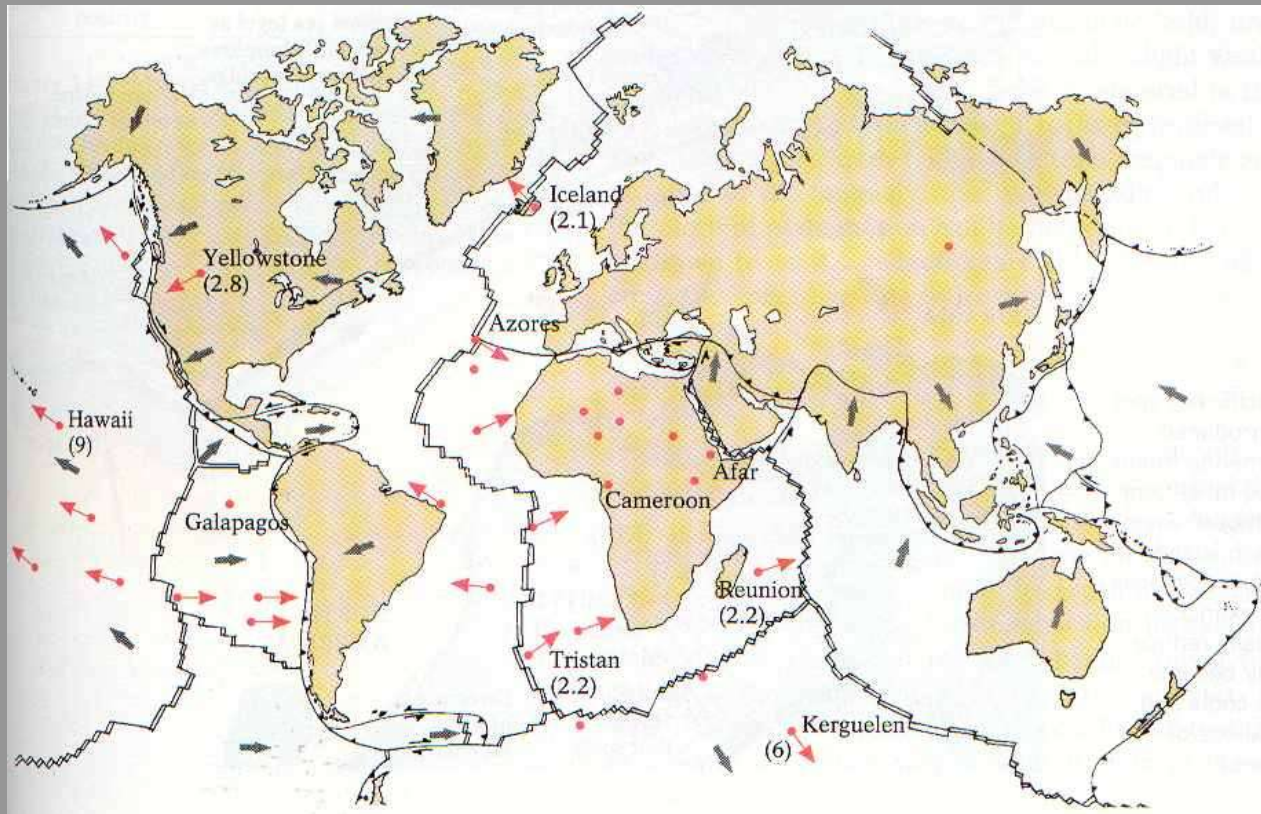 Iceland
(2.1)
Yellowstone
(2.8)
Azores
Hawaii
(9)
Afar
Cameroon
Galapagos
Reunion
(2.2)
Tristan
(2.2)
Kerguelen
(6)